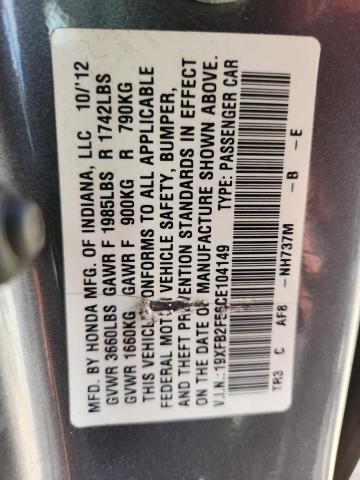 MFD. BY HONDA MFG. OF INDIANA, LLC 10/'12
GVWR 3660LBS GAWR F 1985LBS R 1742LBS
GVWR 1660KG GAWR F 900KG R 790KG
THIS VEHICLE CONFORMS TO ALL APPLICABLE
FEDERAL MOTOR VEHICLE SAFETY, BUMPER,
AND THEFT PREVENTION STANDARDS IN EFFECT
ON THE DATE OF MANUFACTURE SHOWN ABOVE.
V.I.N.:19XFB2F56CE104149 TYPE: PASSENGER CAR
TR3 C AF8 -NH737M -B -E